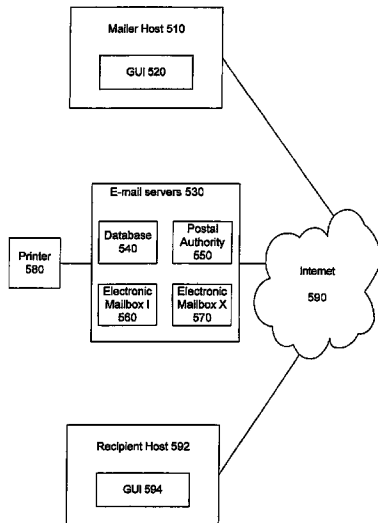 Mailer Host 510
GUI 520
E-mail servers 530
Database
540
Postal
Authority
550
Printer
580
Electronic
Mailbox I
560
Electronic
Mailbox X
570
Internet
590
Recipient Host 592
GUI 594